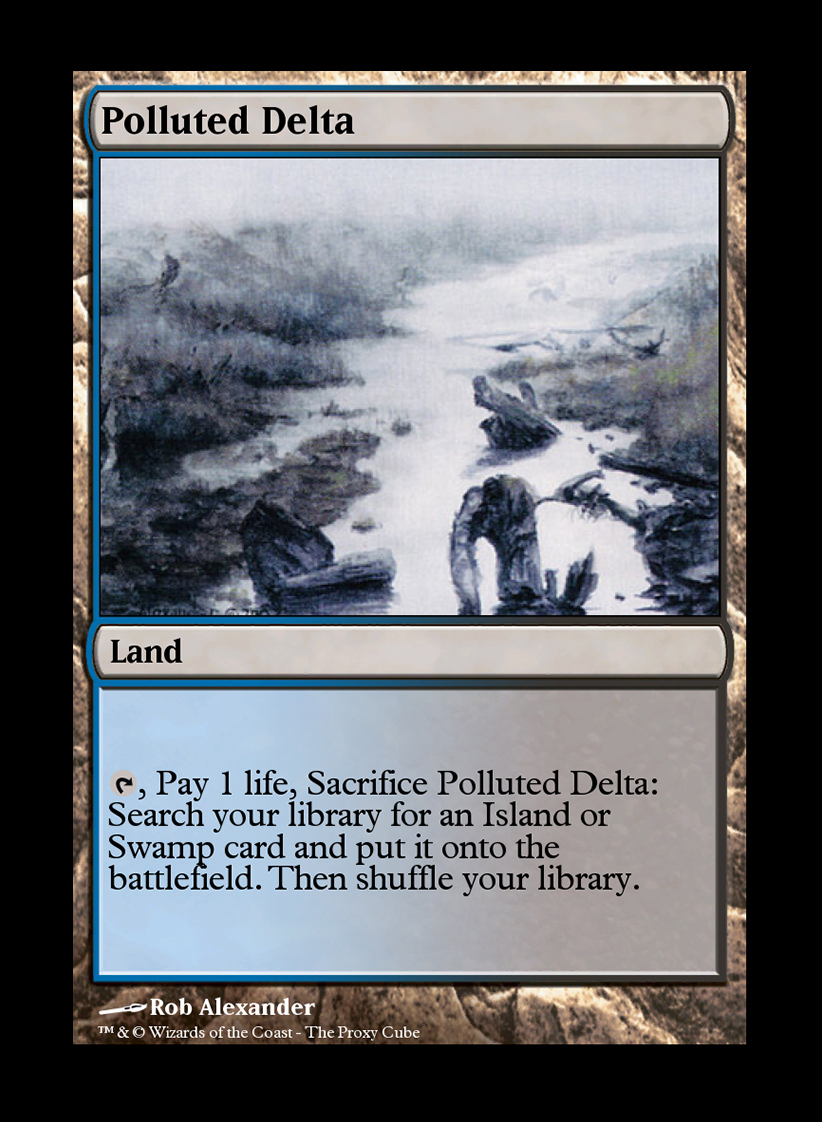 Polluted Delta
Land
, Pay 1 life, Sacrifice Polluted Delta:
Search your library for an Island or
Swamp card and put it onto the
battlefield. Then shuffle your library.
Rob Alexander
™ & © Wizards of the Coast - The Proxy Cube